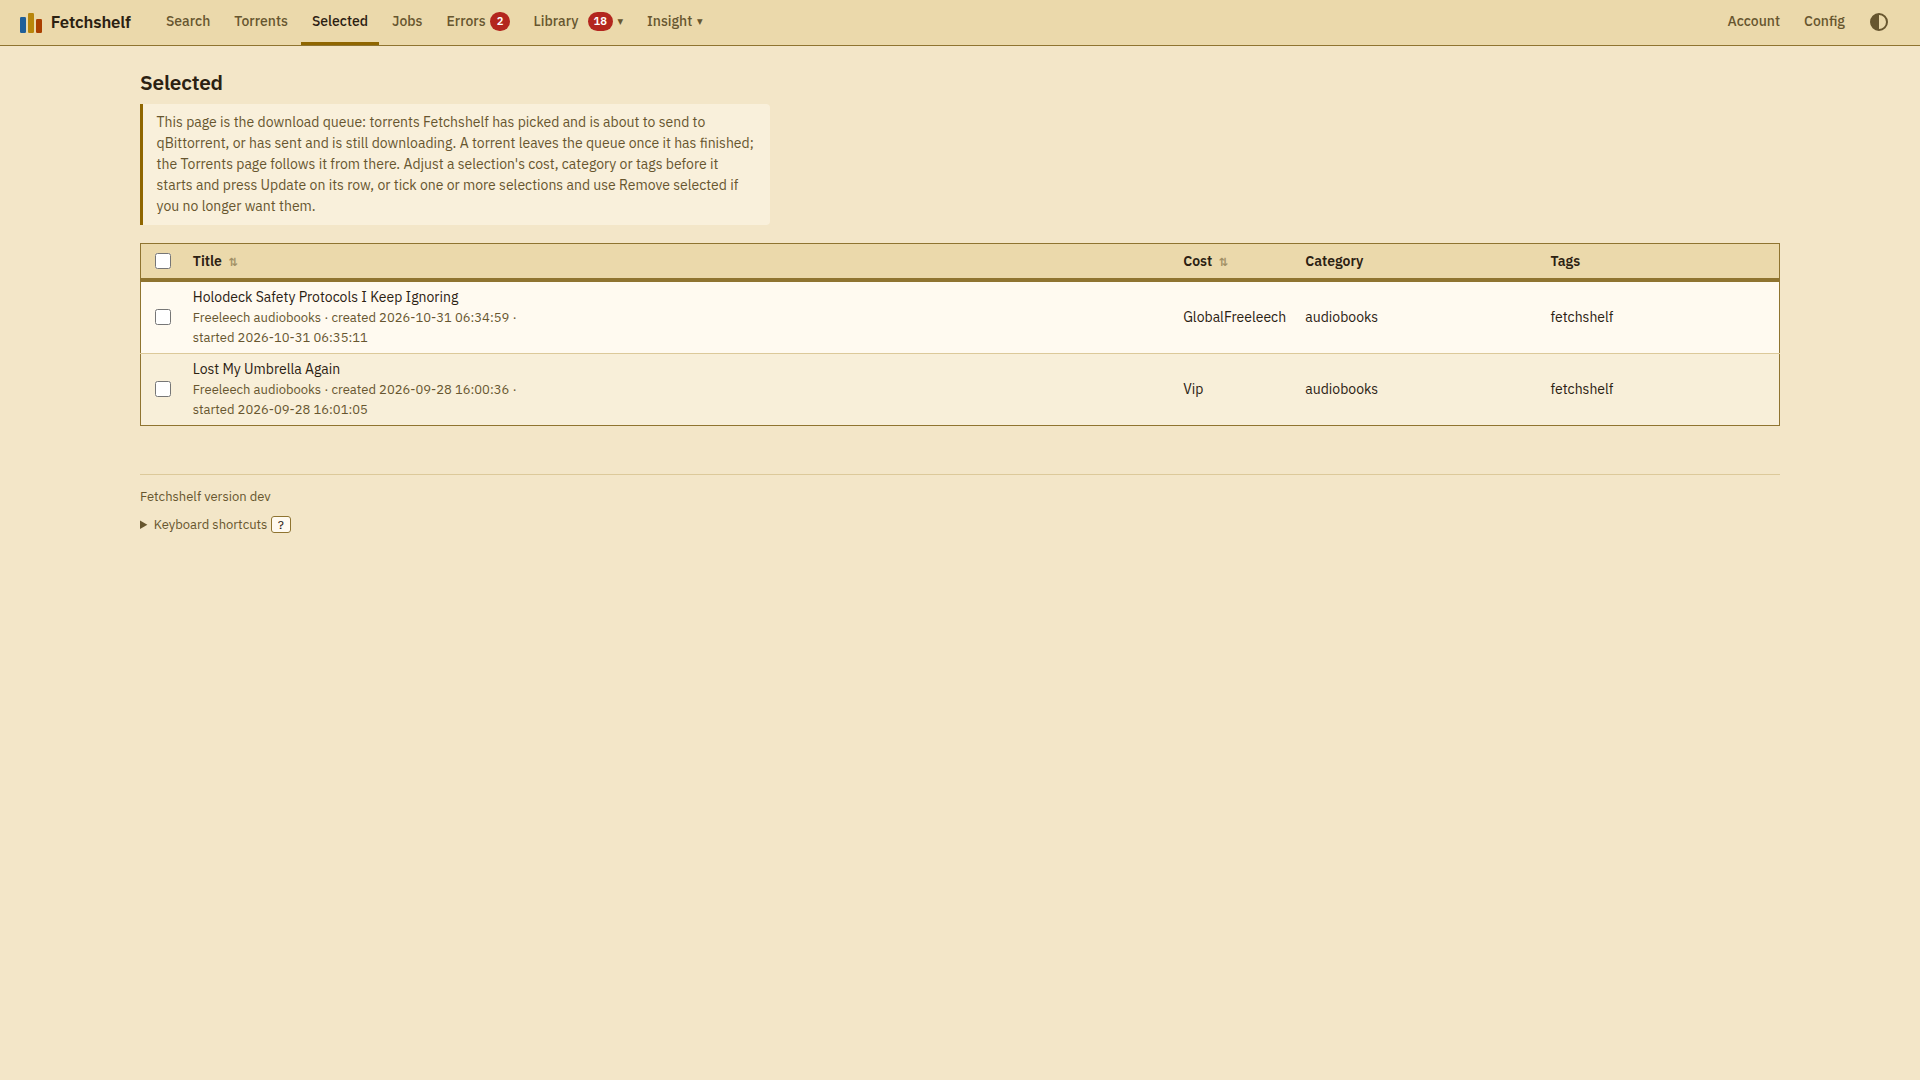 Fetchshelf Search Torrents Selected Jobs Errors 2 Library 18 ▾ Insight ▾ Account Config
Selected
This page is the download queue: torrents Fetchshelf has picked and is about to send to
qBittorrent, or has sent and is still downloading. A torrent leaves the queue once it has finished;
the Torrents page follows it from there. Adjust a selection's cost, category or tags before it
starts and press Update on its row, or tick one or more selections and use Remove selected if
you no longer want them.
Title ⇅ Cost ⇅ Category Tags
Holodeck Safety Protocols I Keep Ignoring
Freeleech audiobooks · created 2026-10-31 06:34:59 ·
started 2026-10-31 06:35:11
GlobalFreeleech audiobooks fetchshelf
Lost My Umbrella Again
Freeleech audiobooks · created 2026-09-28 16:00:36 ·
started 2026-09-28 16:01:05
Vip audiobooks fetchshelf
Fetchshelf version dev
▶ Keyboard shortcuts ?